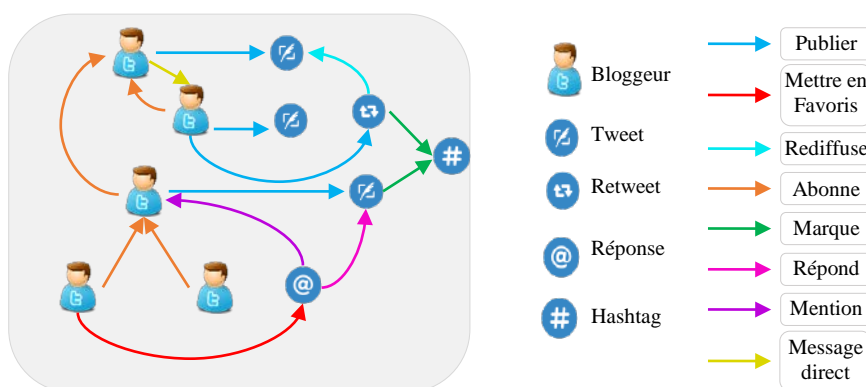 Bloggeur
Tweet
Retweet
Réponse
Hashtag
Publier
Mettre en
Favoris
Rediffuse
Abonne
Marque
Répond
Mention
Message
direct